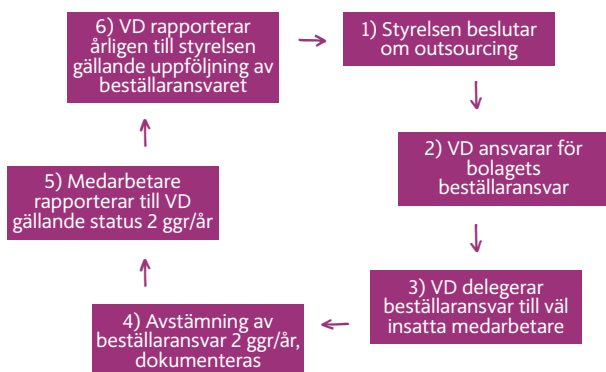 1) Styrelsen beslutar
om outsourcing
2) VD ansvarar för
bolagets
beställaransvar
3) VD delegerar
beställaransvar till väl
insatta medarbetare
4) Avstämning av
beställaransvar 2 ggr/år,
dokumenteras
5) Medarbetare
rapporterar till VD
gällande status 2 ggr/år
6) VD rapporterar
årligen till styrelsen
gällande uppföljning av
beställaransvaret